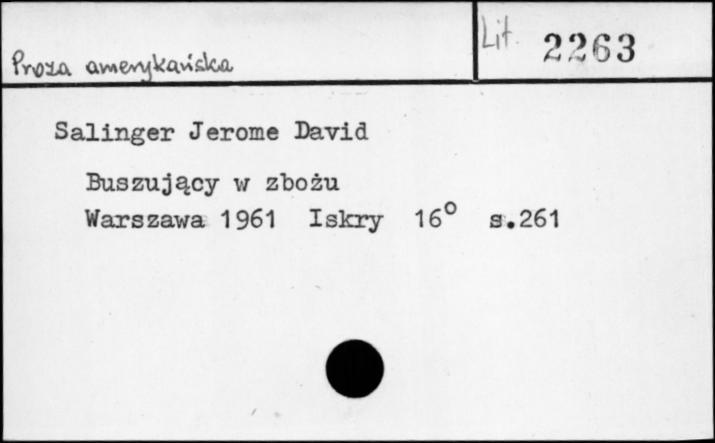 Proza amerykańska
Lit. 2263
Salinger Jerome David
Buszujący w zbożu
Warszawa 1961 Iskry 16° s.261